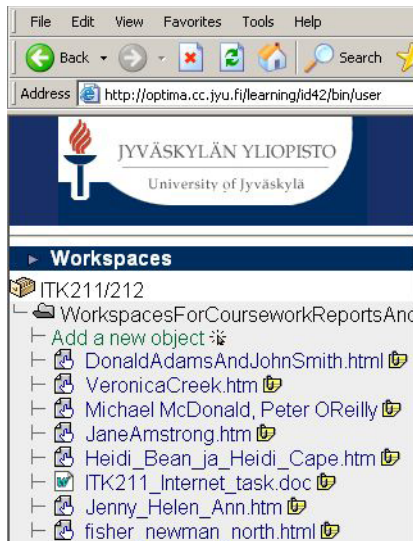 File Edit View Favorites Tools Help
Back Search
Address http://optima.cc.jyu.fi/learning/id42/bin/user
JYVÄSKYLÄN YLIOPISTO
University of Jyväskylä
Workspaces
ITK211/212
WorkspacesForCourseworkReportsAnd
Add a new object
DonaldAdamsAndJohnSmith.html
VeronicaCreek.htm
Michael McDonald, Peter OReilly
JaneAmstrong.htm
Heidi_Bean_ja_Heidi_Cape.htm
ITK211_Internet_task.doc
Jenny_Helen_Ann.htm
fisher_newman_north.html